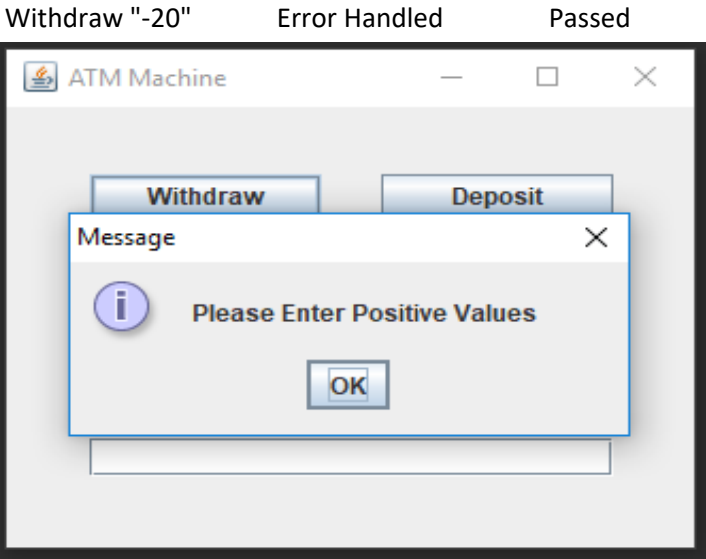 Withdraw "-20" Error Handled Passed
ATM Machine
Withdraw Deposit
Message
i Please Enter Positive Values
OK